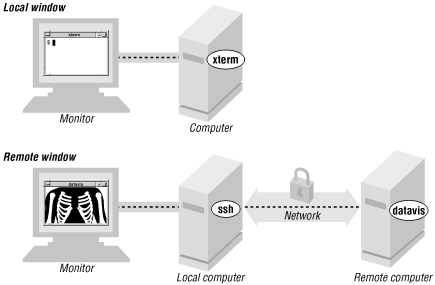 Local window
xterm
$
xterm
Monitor
Computer
Remote window
datavis
ssh
Network
datavis
Monitor
Local computer
Remote computer